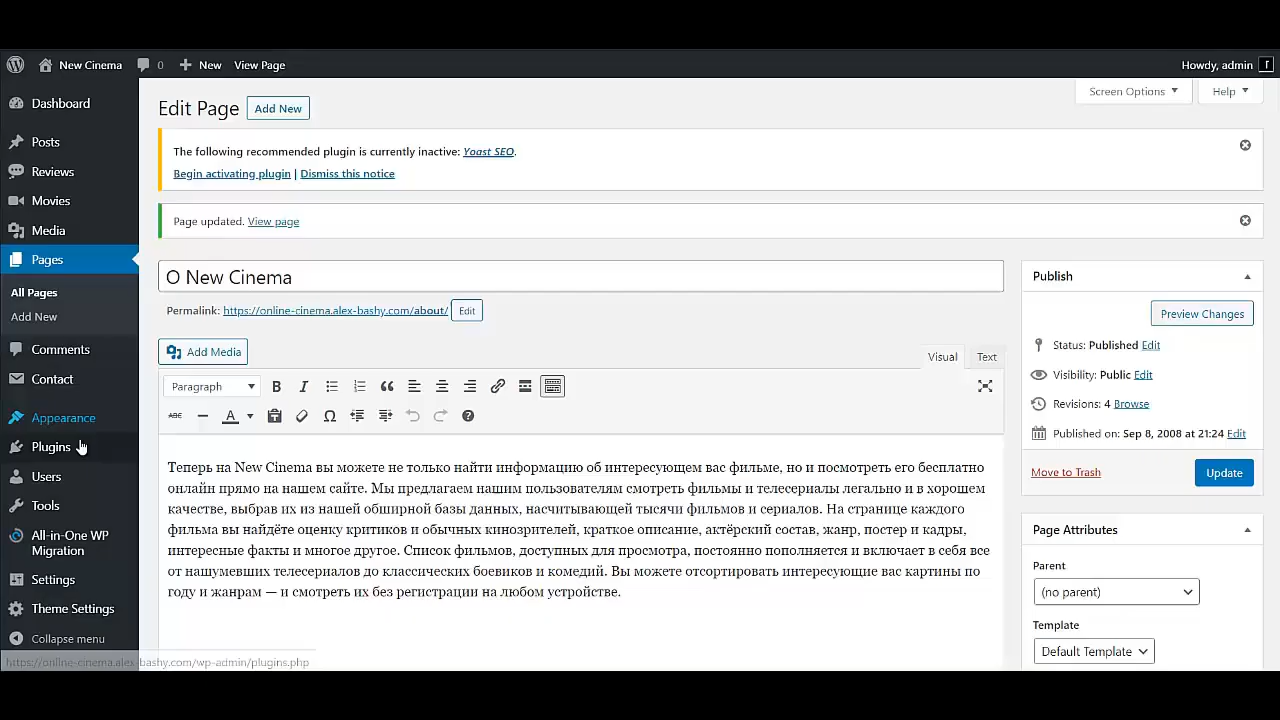 New Cinema 0 New View Page Howdy, admin
Dashboard
Posts
Reviews
Movies
Media
Pages
All Pages
Add New
Comments
Contact
Appearance
Plugins
Users
Tools
All-in-One WP
Migration
Settings
Theme Settings
Collapse menu
Screen Options Help
Edit Page Add New
The following recommended plugin is currently inactive: Yoast SEO.
Begin activating plugin | Dismiss this notice
Page updated. View page
O New Cinema
Permalink: https://online-cinema.alex-bashy.com/about/ Edit
Add Media
Visual Text
Paragraph B I
ABC A
Теперь на New Cinema вы можете не только найти информацию об интересующем вас фильме, но и посмотреть его бесплатно
онлайн прямо на нашем сайте. Мы предлагаем нашим пользователям смотреть фильмы и телесериалы легально и в хорошем
качестве, выбрав их из нашей обширной базы данных, насчитывающей тысячи фильмов и сериалов. На странице каждого
фильма вы найдёте оценку критиков и обычных кинозрителей, краткое описание, актёрский состав, жанр, постер и кадры,
интересные факты и многое другое. Список фильмов, доступных для просмотра, постоянно пополняется и включает в себя все
от нашумевших телесериалов до классических боевиков и комедий. Вы можете отсортировать интересующие вас картины по
году и жанрам — и смотреть их без регистрации на любом устройстве.
Publish
Preview Changes
Status: Published Edit
Visibility: Public Edit
Revisions: 4 Browse
Published on: Sep 8, 2008 at 21:24 Edit
Move to Trash Update
Page Attributes
Parent
(no parent)
Template
Default Template
https://online-cinema.alex-bashy.com/wp-admin/plugins.php